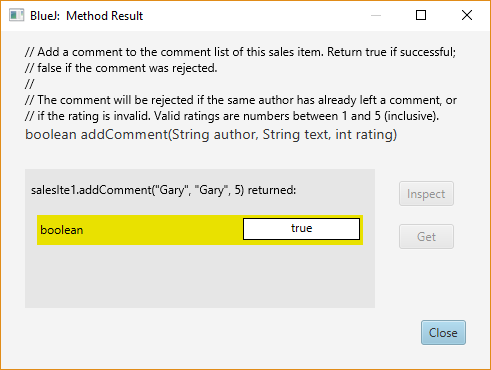 BlueJ:  Method Result
// Add a comment to the comment list of this sales item. Return true if successful;
// false if the comment was rejected.
//
// The comment will be rejected if the same author has already left a comment, or
// if the rating is invalid. Valid ratings are numbers between 1 and 5 (inclusive).
boolean addComment(String author, String text, int rating)
salesIte1.addComment("Gary", "Gary", 5) returned:
Inspect
boolean true
Get
Close